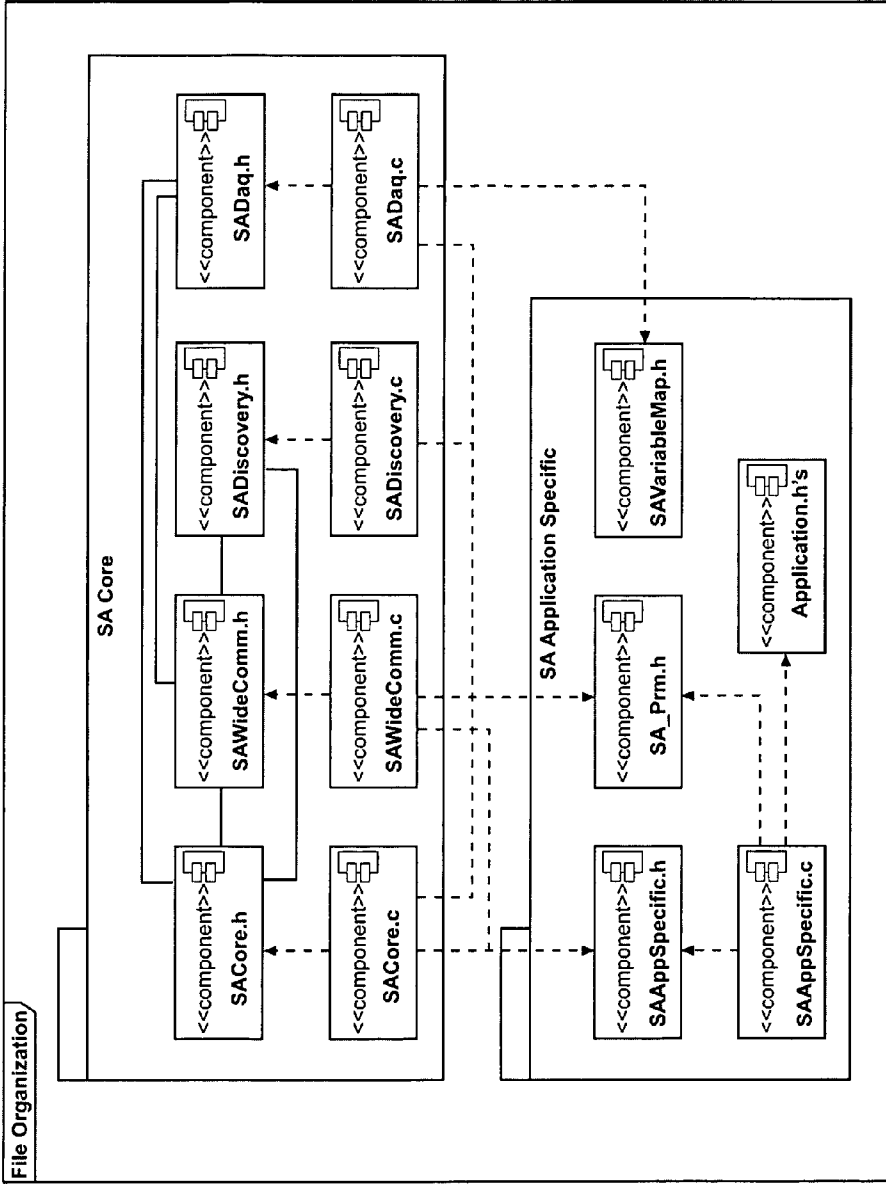 File Organization
SA Core
<<component>>
SACore.h
<<component>>
SAWideComm.h
<<component>>
SADiscovery.h
<<component>>
SADaq.h
<<component>>
SACore.c
<<component>>
SAWideComm.c
<<component>>
SADiscovery.c
<<component>>
SADaq.c
SA Application Specific
<<component>>
SAAppSpecific.h
<<component>>
SA_Prm.h
<<component>>
SAVariableMap.h
<<component>>
SAAppSpecific.c
<<component>>
Application.h's